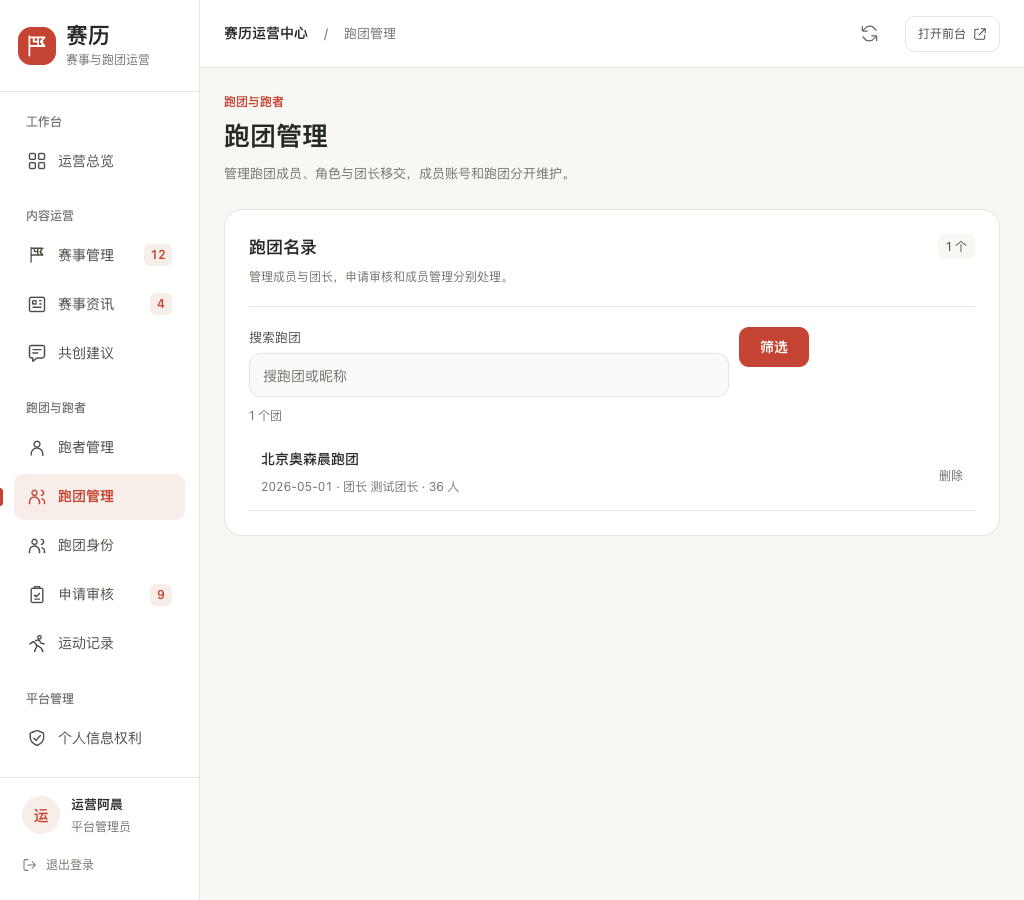 赛历
赛事与跑团运营
工作台
运营总览
内容运营
赛事管理 12
赛事资讯 4
共创建议
跑团与跑者
跑者管理
跑团管理
跑团身份
申请审核 9
运动记录
平台管理
个人信息权利
运
运营阿晨
平台管理员
退出登录
赛历运营中心 / 跑团管理
打开前台
跑团与跑者
跑团管理
管理跑团成员、角色与团长移交，成员账号和跑团分开维护。
跑团名录
1 个
管理成员与团长，申请审核和成员管理分别处理。
搜索跑团
搜跑团或昵称
筛选
1 个团
北京奥森晨跑团
2026-05-01 · 团长 测试团长 · 36 人
删除